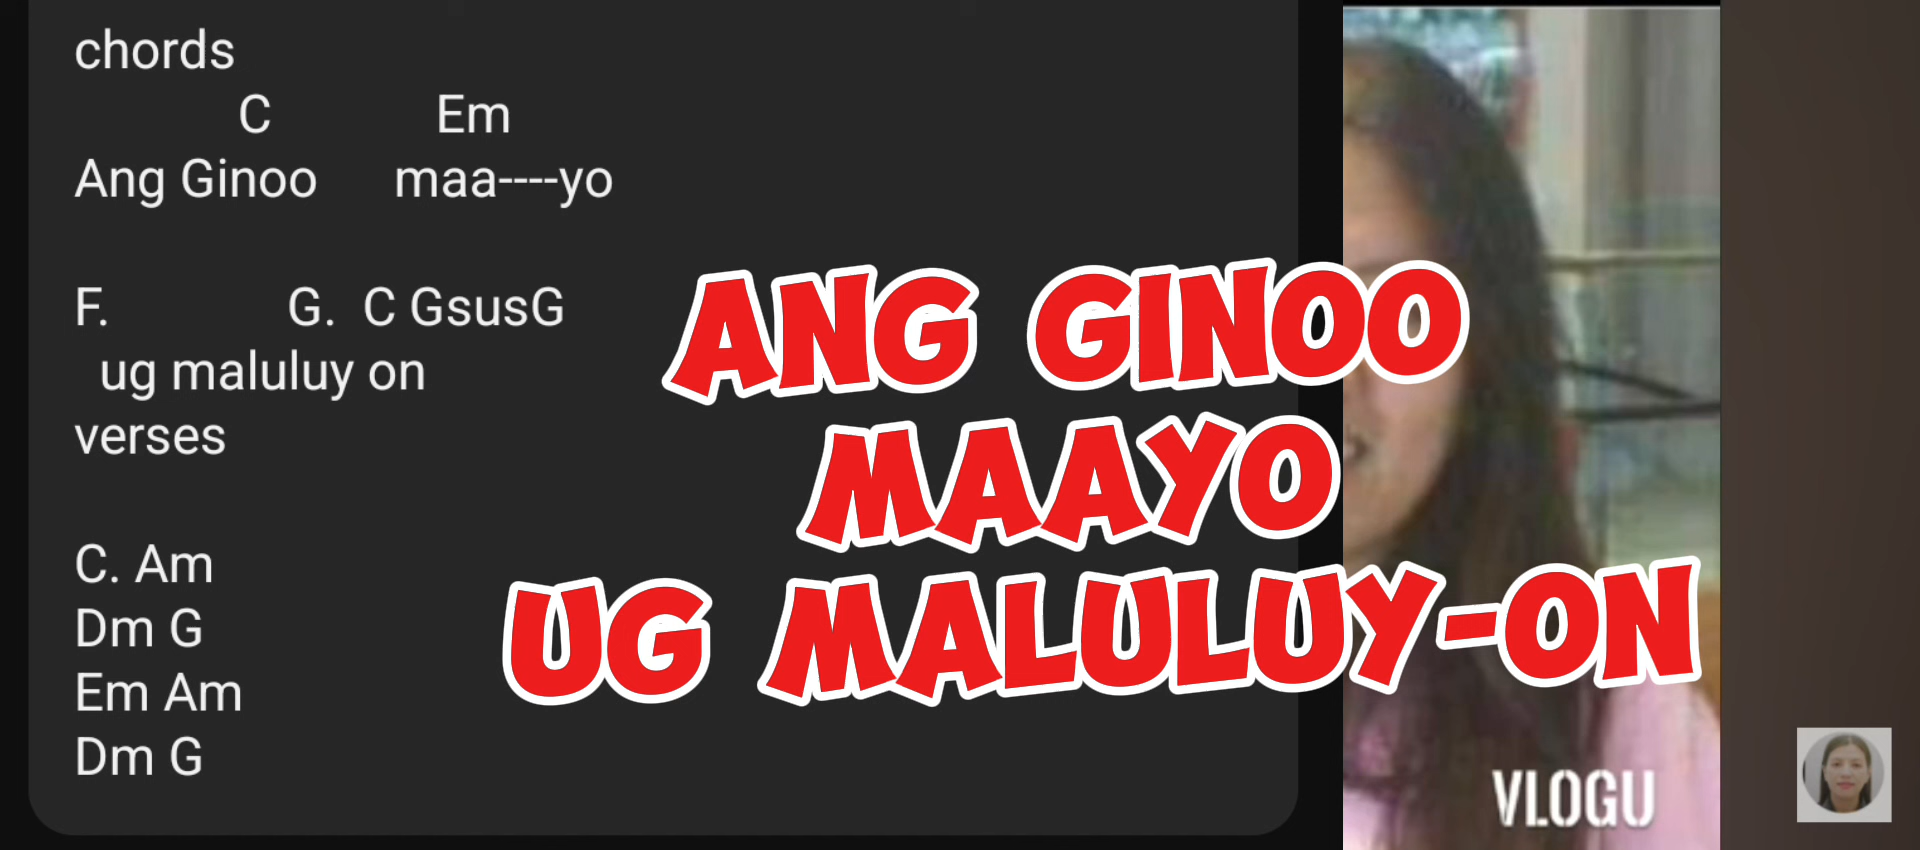 chords
C Em
Ang Ginoo maa----yo
F. G. C GsusG
ug maluluy on
verses
C. Am
Dm G
Em Am
Dm G
ANG GINOO
MAAYO
UG MALULUY-ON
VLOGU